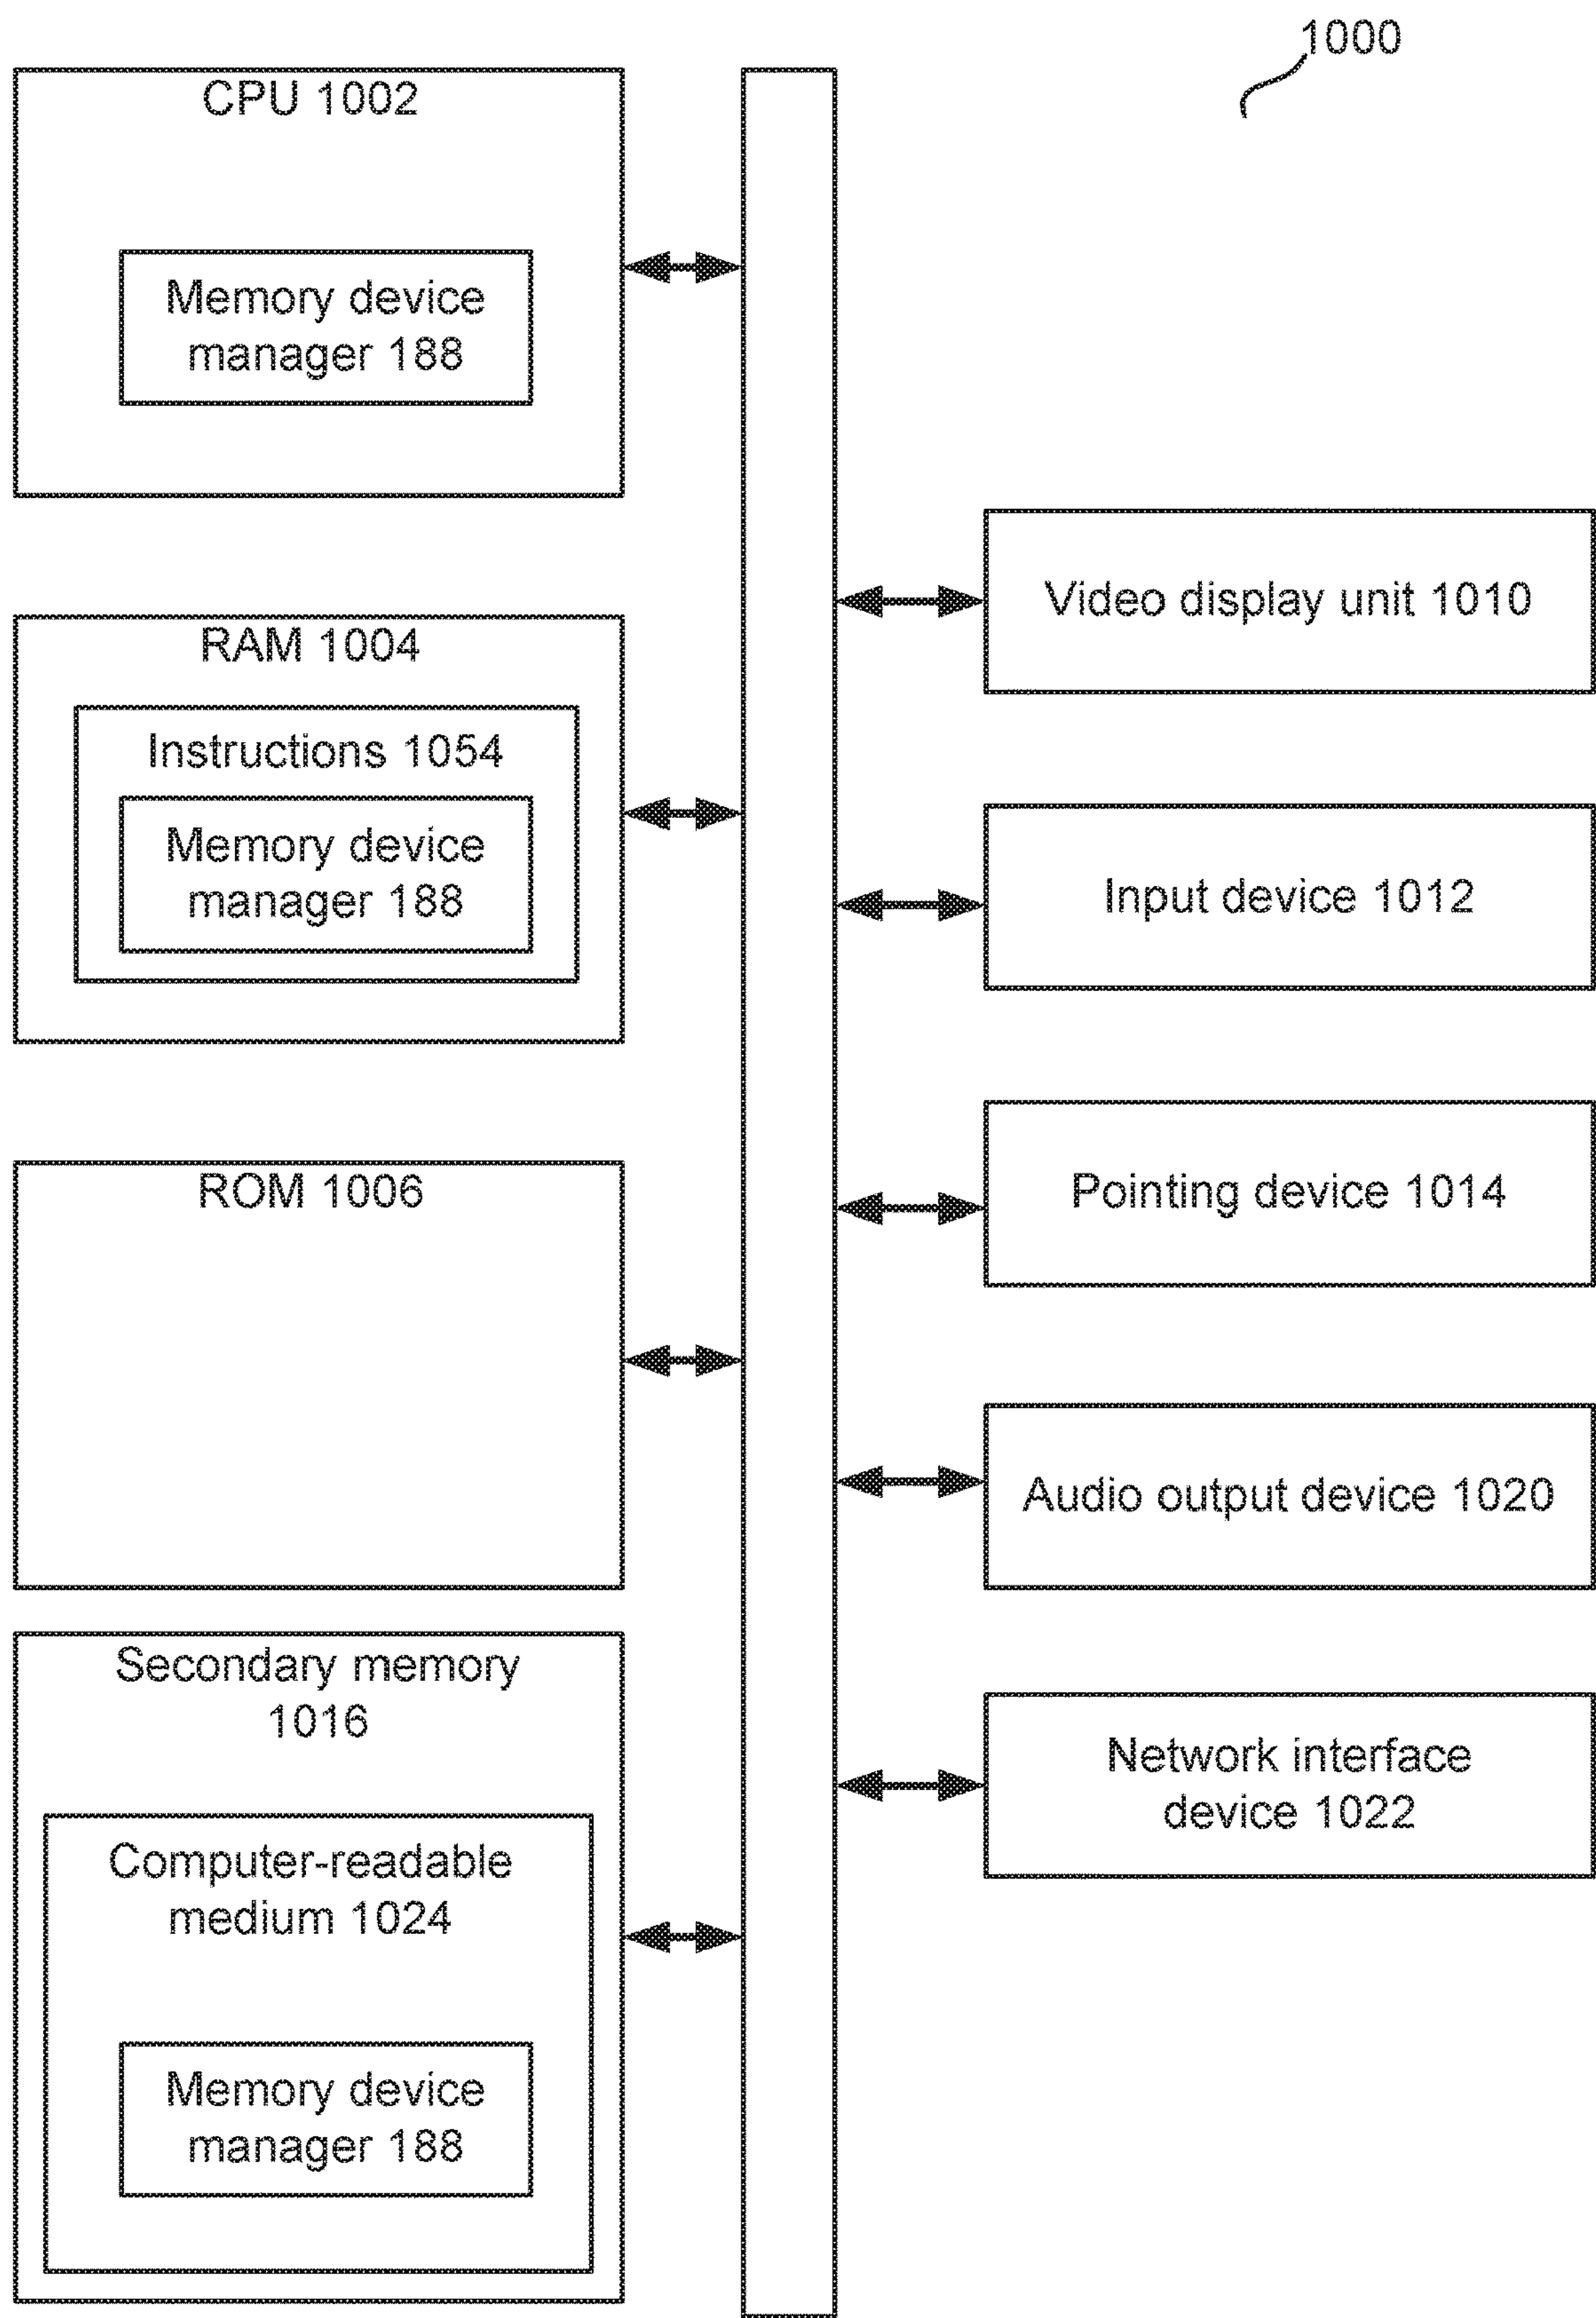 1000
CPU 1002
Memory device
manager 188
RAM 1004
Instructions 1054
Memory device
manager 188
ROM 1006
Secondary memory
1016
Computer-readable
medium 1024
Memory device
manager 188
Video display unit 1010
Input device 1012
Pointing device 1014
Audio output device 1020
Network interface
device 1022